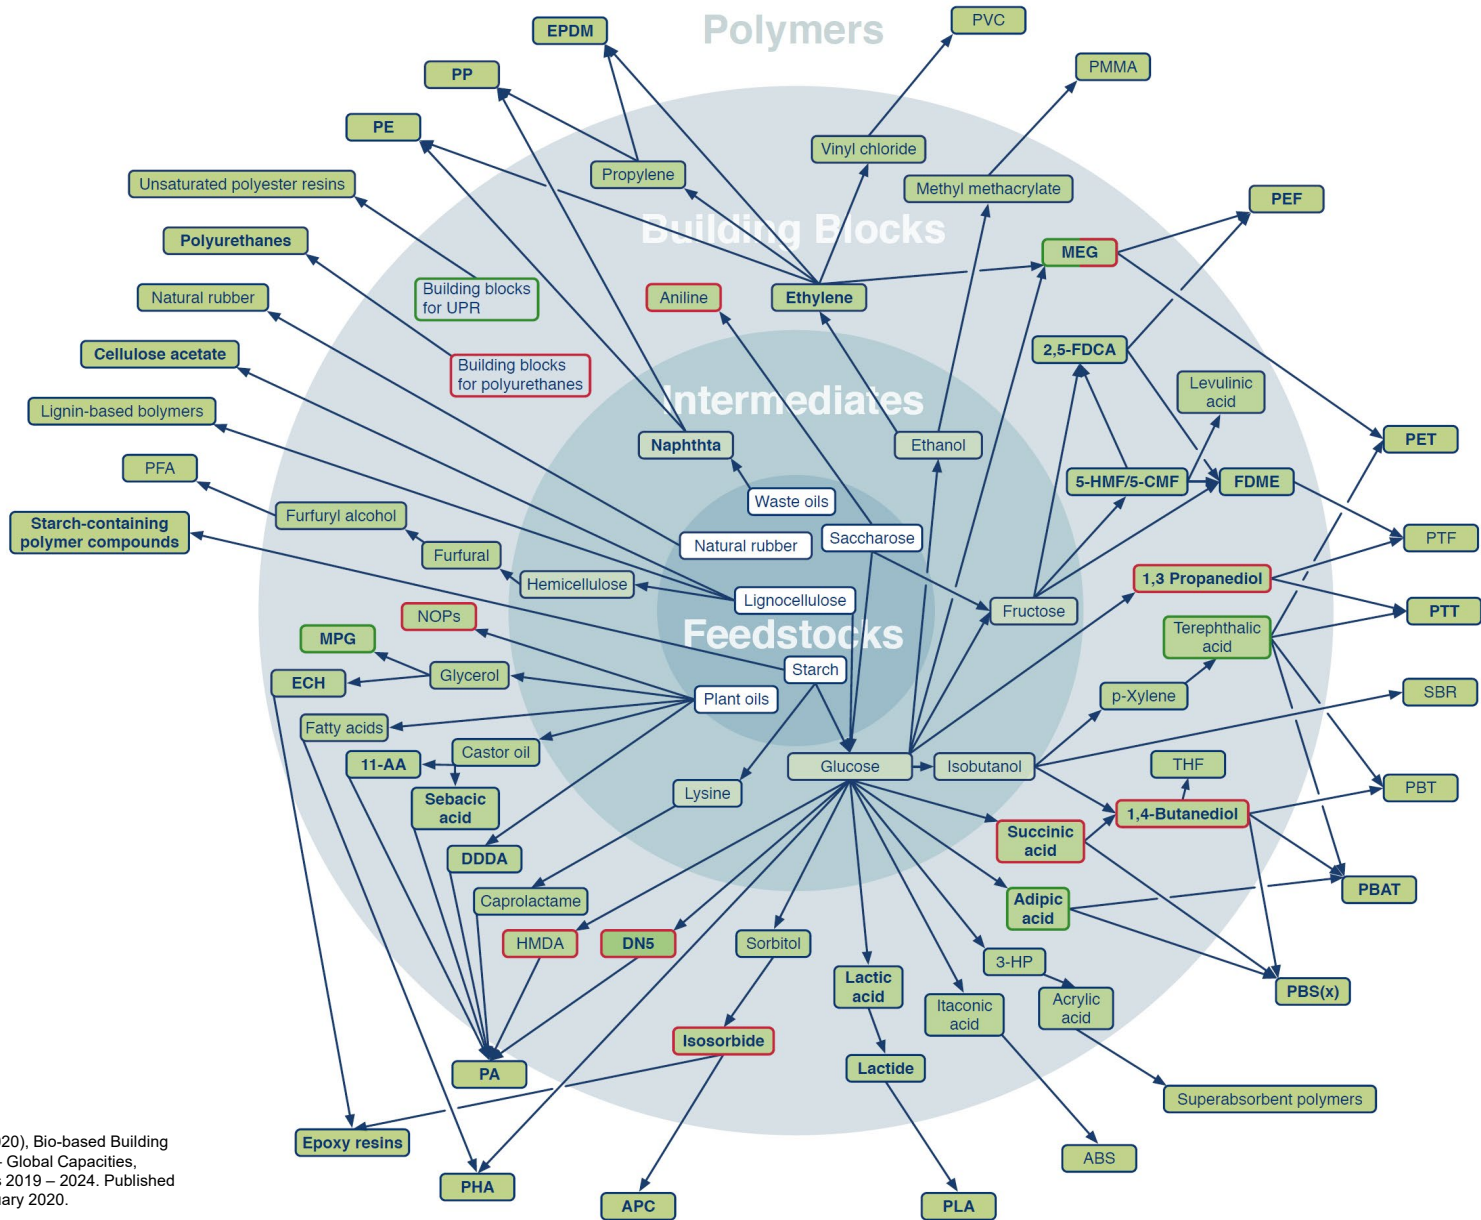 Polymers
PVC
EPDM
PMMA
PP
PE
Vinyl chloride
Propylene
Methyl methacrylate
Unsaturated polyester resins
PEF
Building Blocks
Polyurethanes
MEG
Building blocks
for UPR
Natural rubber
Aniline
Ethylene
Cellulose acetate
2,5-FDCA
Building blocks
for polyurethanes
Levulinic
acid
Intermediates
Lignin-based bolymers
Naphthta
Ethanol
PET
PFA
5-HMF/5-CMF
FDME
Waste oils
Furfuryl alcohol
Starch-containing
polymer compounds
Natural rubber
Saccharose
PTF
Furfural
Hemicellulose
1,3 Propanediol
Lignocellulose
Fructose
PTT
NOPs
Feedstocks
Terephthalic
acid
MPG
Starch
Glycerol
ECH
Plant oils
p-Xylene
SBR
Fatty acids
Castor oil
11-AA
Glucose
Isobutanol
THF
Lysine
PBT
Sebacic
acid
1,4-Butanediol
Succinic
acid
DDDA
PBAT
Caprolactame
Adipic
acid
HMDA
DN5
Sorbitol
3-HP
Lactic
acid
PBS(x)
Itaconic
acid
Acrylic
acid
Isosorbide
Lactide
PA
Superabsorbent polymers
20), Bio-based Building
- Global Capacities,
s 2019 – 2024. Published
uary 2020.
Epoxy resins
ABS
PHA
APC
PLA